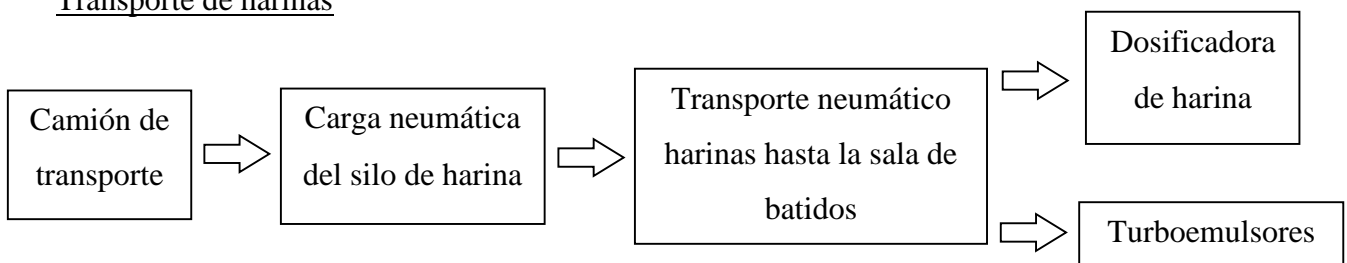 Transporte de harinas
Camión de
transporte
Carga neumática
del silo de harina
Transporte neumático
harinas hasta la sala de
batidos
Dosificadora
de harina
Turboemulsores